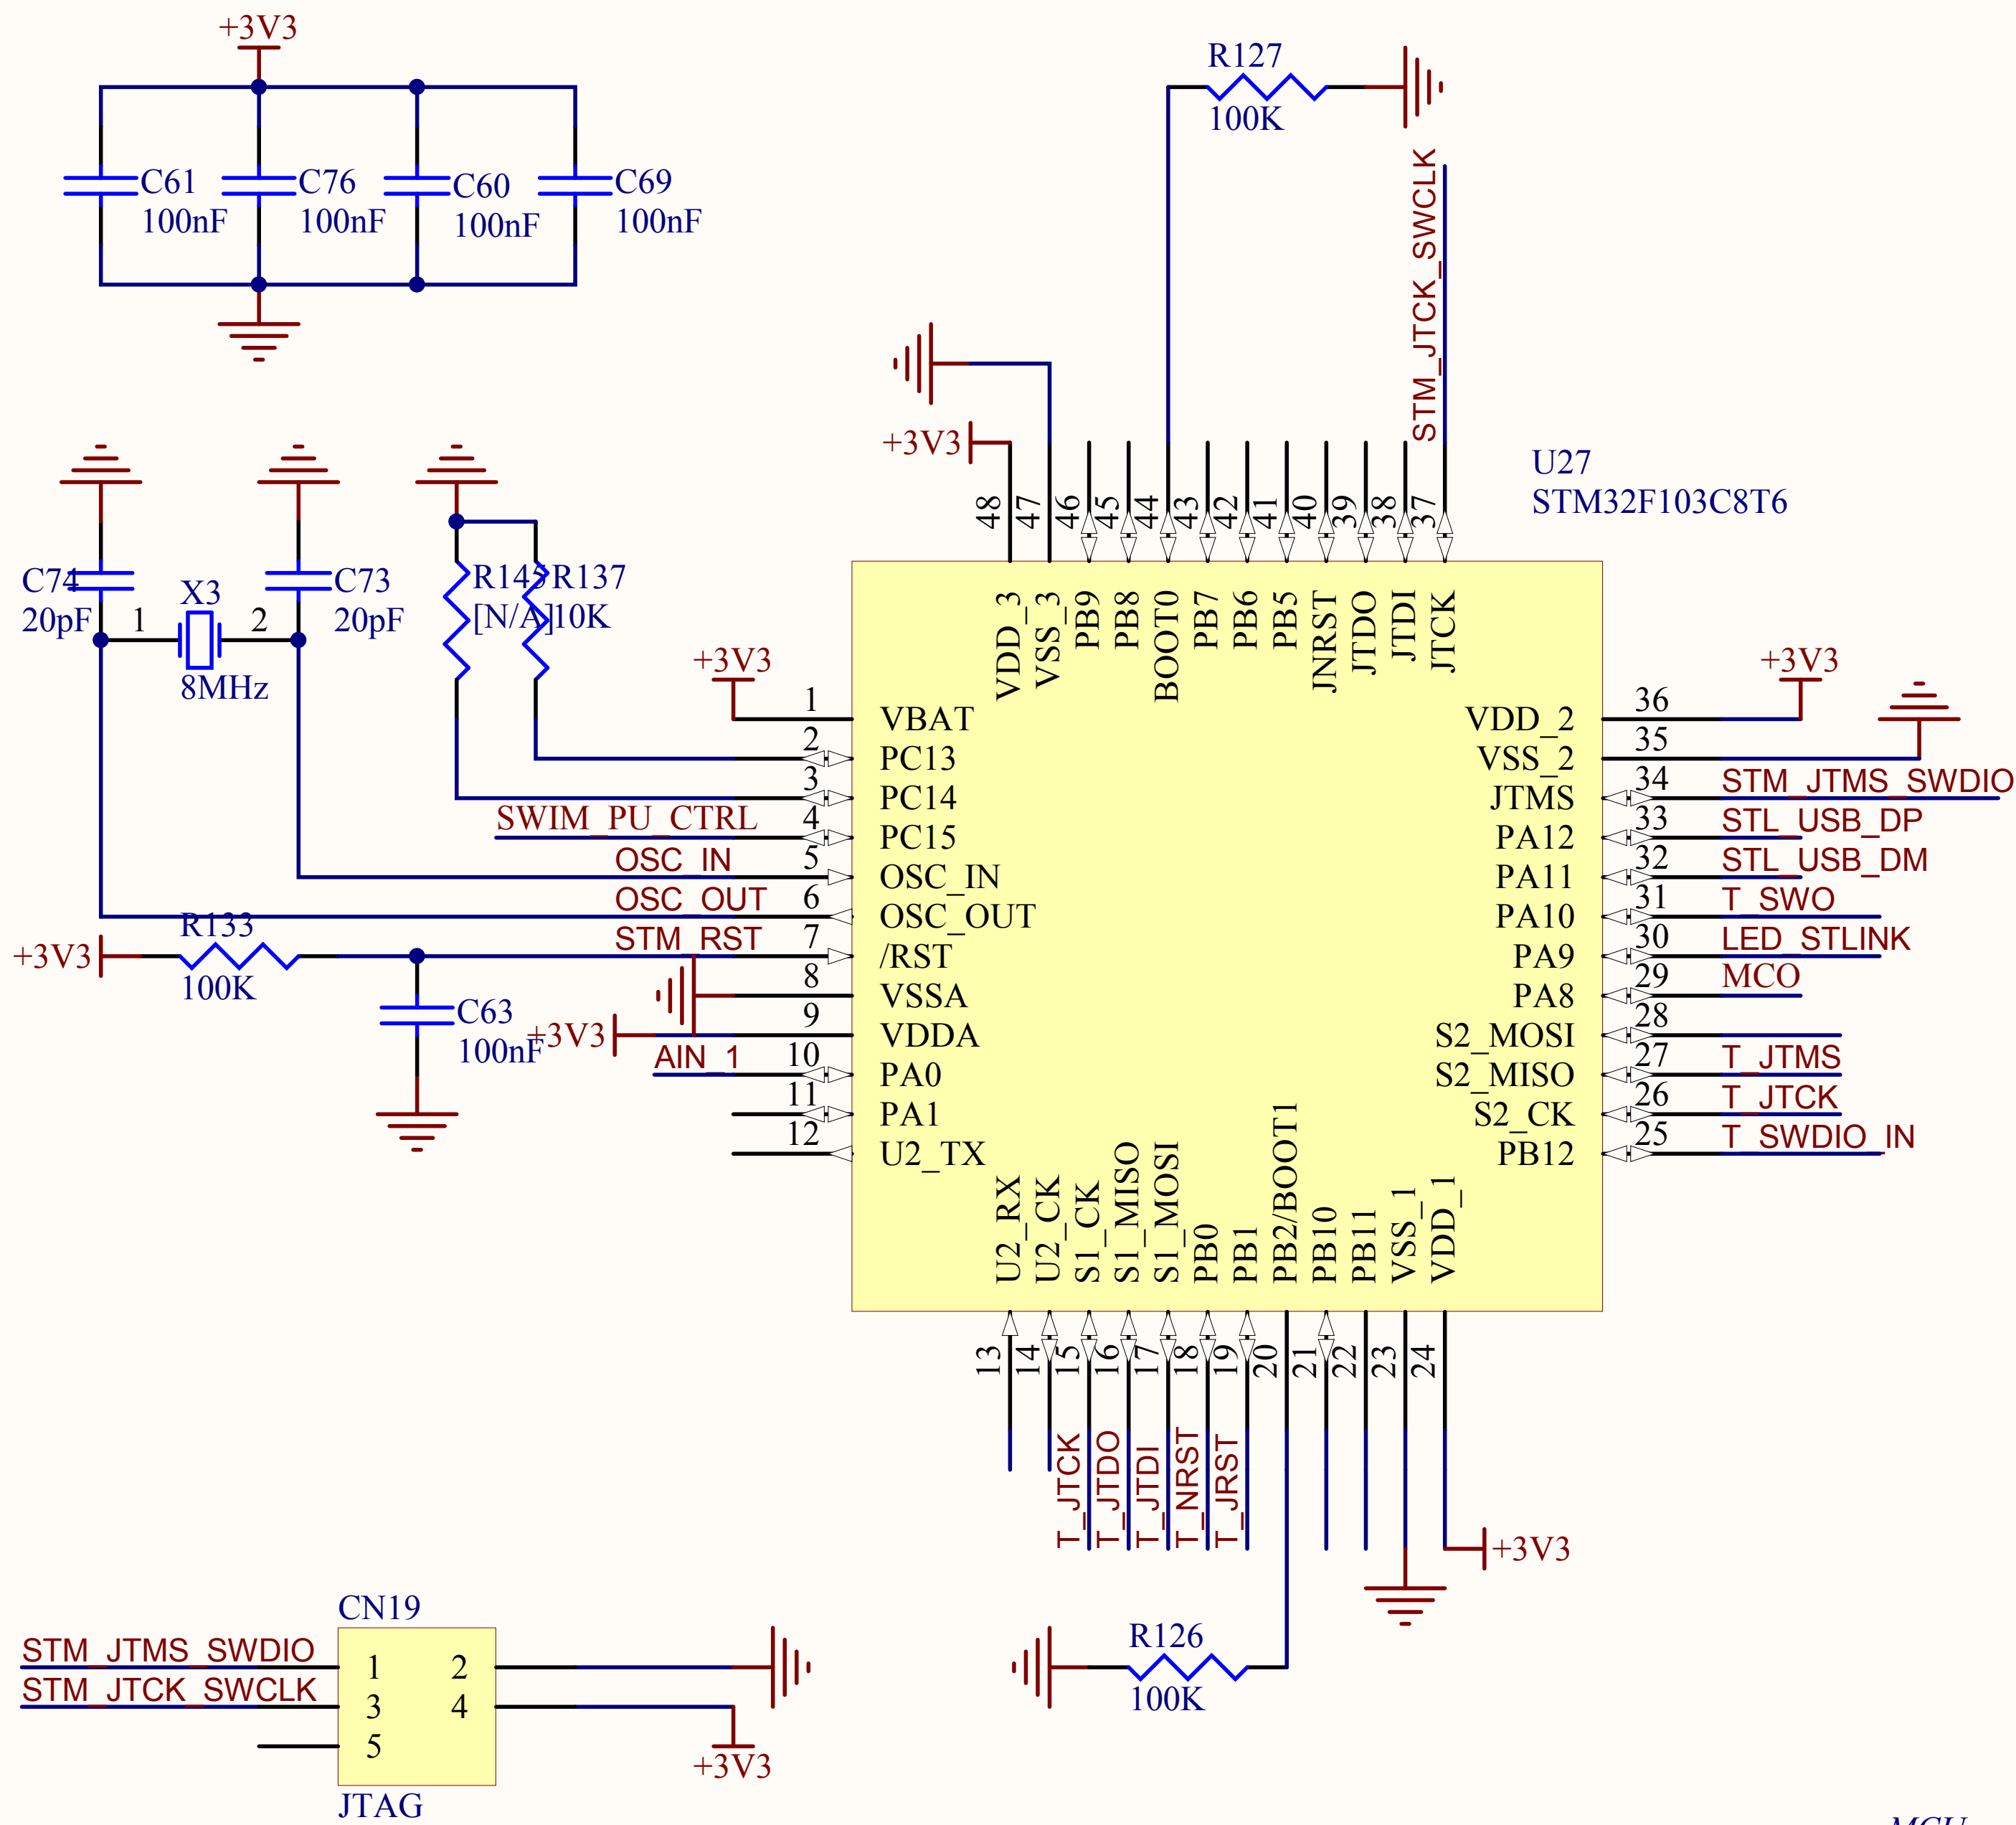 +3V3
C61
100nF
C76
100nF
C60
100nF
C69
100nF
R127
100K
STM_JTCK_SWCLK
+3V3
U27
STM32F103C8T6
C74
20pF
X3
1
2
8MHz
C73
20pF
R145
[N/A]
R137
10K
48
47
46
45
44
43
42
41
40
39
38
37
VDD_3
VSS_3
PB9
PB8
BOOT0
PB7
PB6
PB5
JNRST
JTDO
JTDI
JTCK
+3V3
1 VBAT
2 PC13
3 PC14
SWIM_PU_CTRL 4 PC15
OSC_IN 5 OSC_IN
OSC_OUT 6 OSC_OUT
R133
100K
+3V3
STM_RST 7 /RST
8 VSSA
C63
100nF
+3V3 9 VDDA
AIN_1 10 PA0
11 PA1
12 U2_TX
+3V3
VDD_2 36
VSS_2 35
JTMS 34 STM_JTMS_SWDIO
PA12 33 STL_USB_DP
PA11 32 STL_USB_DM
PA10 31 T_SWO
PA9 30 LED_STLINK
PA8 29 MCO
S2_MOSI 28
S2_MISO 27 T_JTMS
S2_CK 26 T_JTCK
PB12 25 T_SWDIO_IN
U2_RX
U2_CK
S1_CK
S1_MISO
S1_MOSI
PB0
PB1
PB2/BOOT1
PB10
PB11
VSS_1
VDD_1
13
14
15
16
17
18
19
20
21
22
23
24
T_JTCK
T_JTDO
T_JTDI
T_NRST
T_JRST
+3V3
R126
100K
CN19
STM_JTMS_SWDIO 1 2
STM_JTCK_SWCLK 3 4
5
+3V3
JTAG
MCU